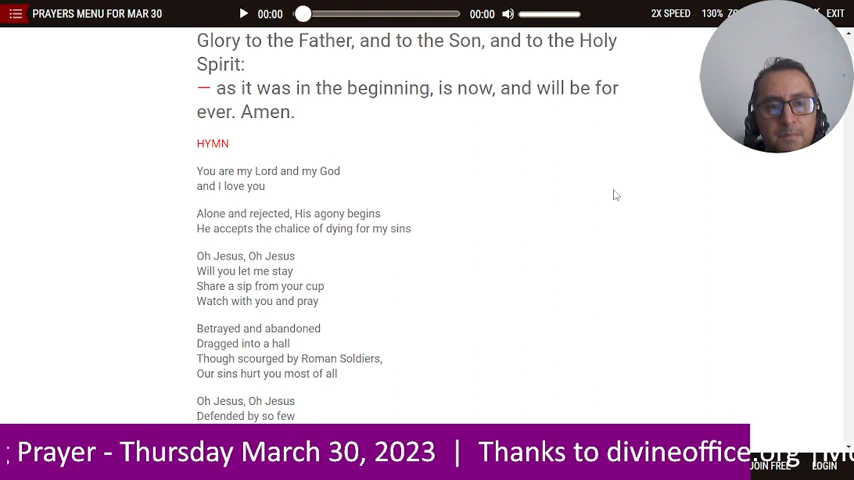 PRAYERS MENU FOR MAR 30
00:00
00:00
2X SPEED
130%
EXIT
Glory to the Father, and to the Son, and to the Holy
Spirit:
— as it was in the beginning, is now, and will be for
ever. Amen.
HYMN
You are my Lord and my God
and I love you
Alone and rejected, His agony begins
He accepts the chalice of dying for my sins
Oh Jesus, Oh Jesus
Will you let me stay
Share a sip from your cup
Watch with you and pray
Betrayed and abandoned
Dragged into a hall
Though scourged by Roman Soldiers,
Our sins hurt you most of all
Oh Jesus, Oh Jesus
Defended by so few
Prayer - Thursday March 30, 2023 | Thanks to divineoffice.org |
JOIN FREE
LOGIN